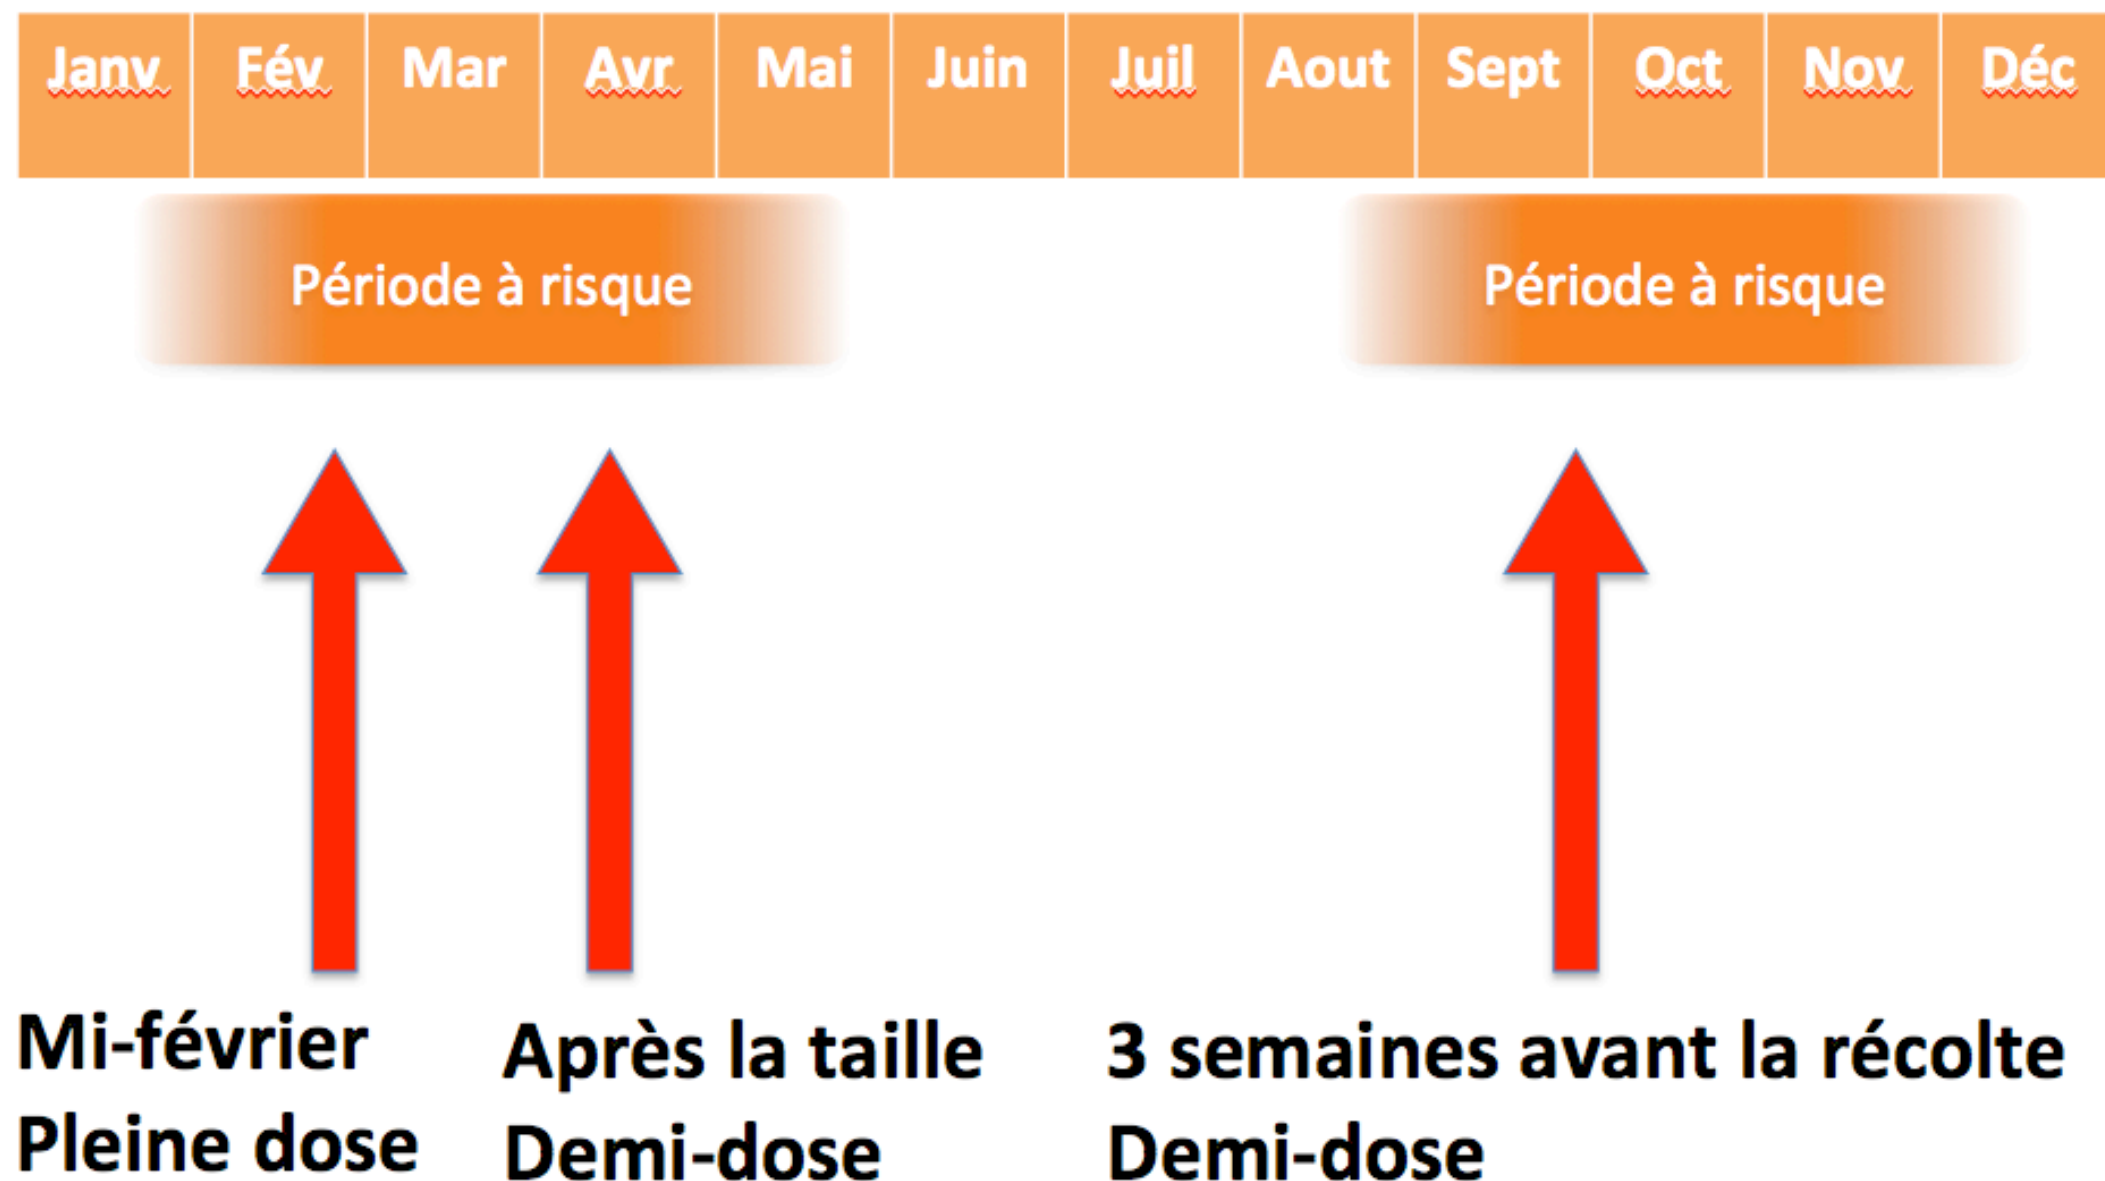 Janv Fév Mar Avr Mai Juin Juil Aout Sept Oct Nov Déc
Période à risque
Période à risque
Mi-février
Pleine dose
Après la taille
Demi-dose
3 semaines avant la récolte
Demi-dose